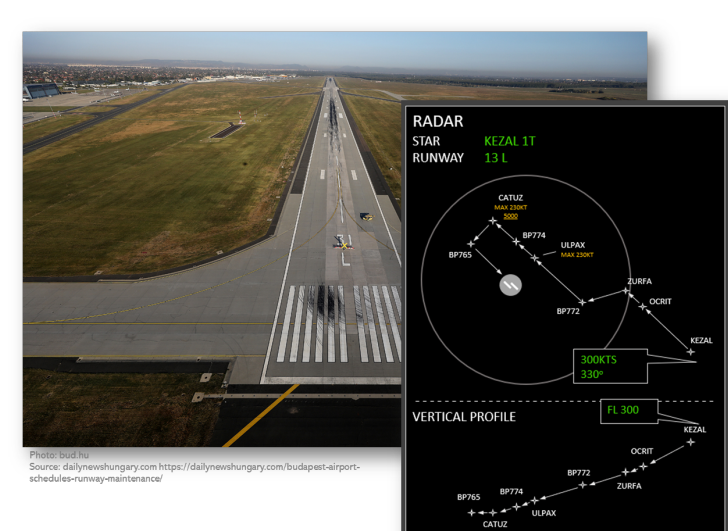 RADAR
STAR KEZAL 1T
RUNWAY 13 L
CATUZ
MAX 230KT
5000
BP774
ULPAX
MAX 230KT
BP765
ZURFA
OCRIT
BP772
KEZAL
300KTS
330º
FL 300
VERTICAL PROFILE
KEZAL
OCRIT
BP772
ZURFA
BP774
BP765
ULPAX
CATUZ
Photo: bud.hu
Source: dailynewshungary.com https://dailynewshungary.com/budapest-airport-
schedules-runway-maintenance/